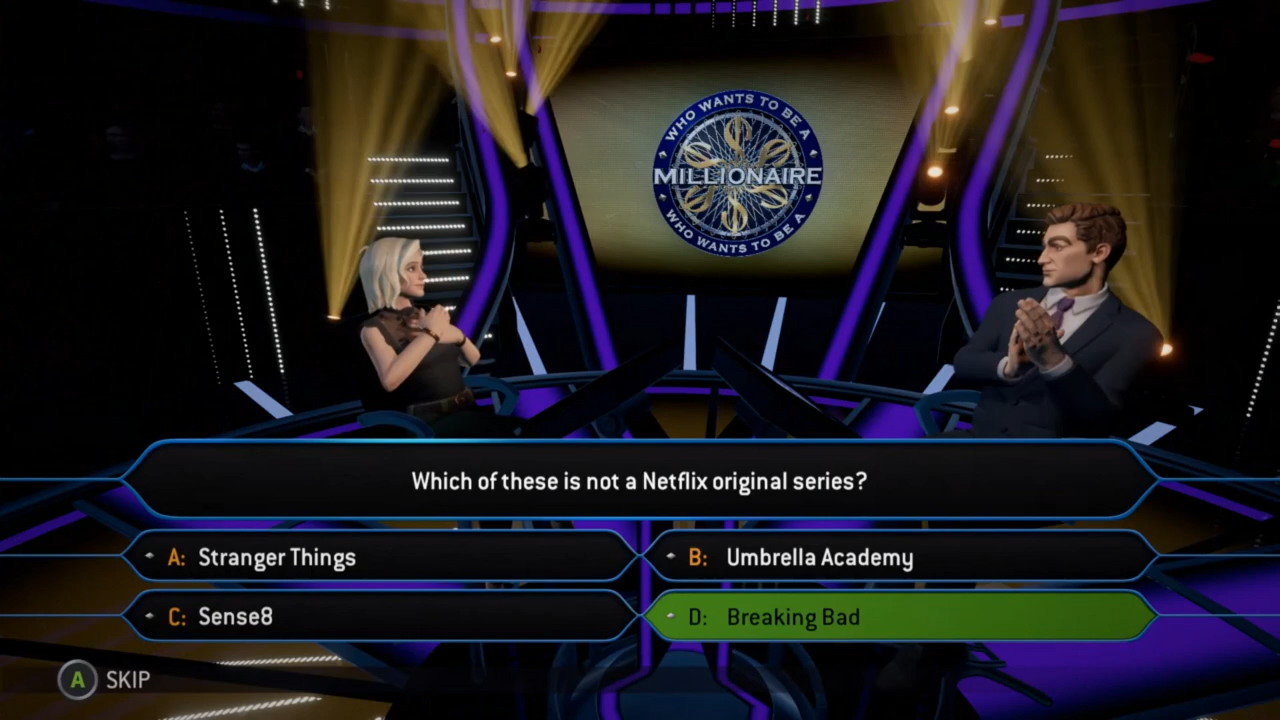 WHO WANTS TO BE A
MILLIONAIRE
WHO WANTS TO BE A
Which of these is not a Netflix original series?
A: Stranger Things
B: Umbrella Academy
C: Sense8
D: Breaking Bad
A SKIP